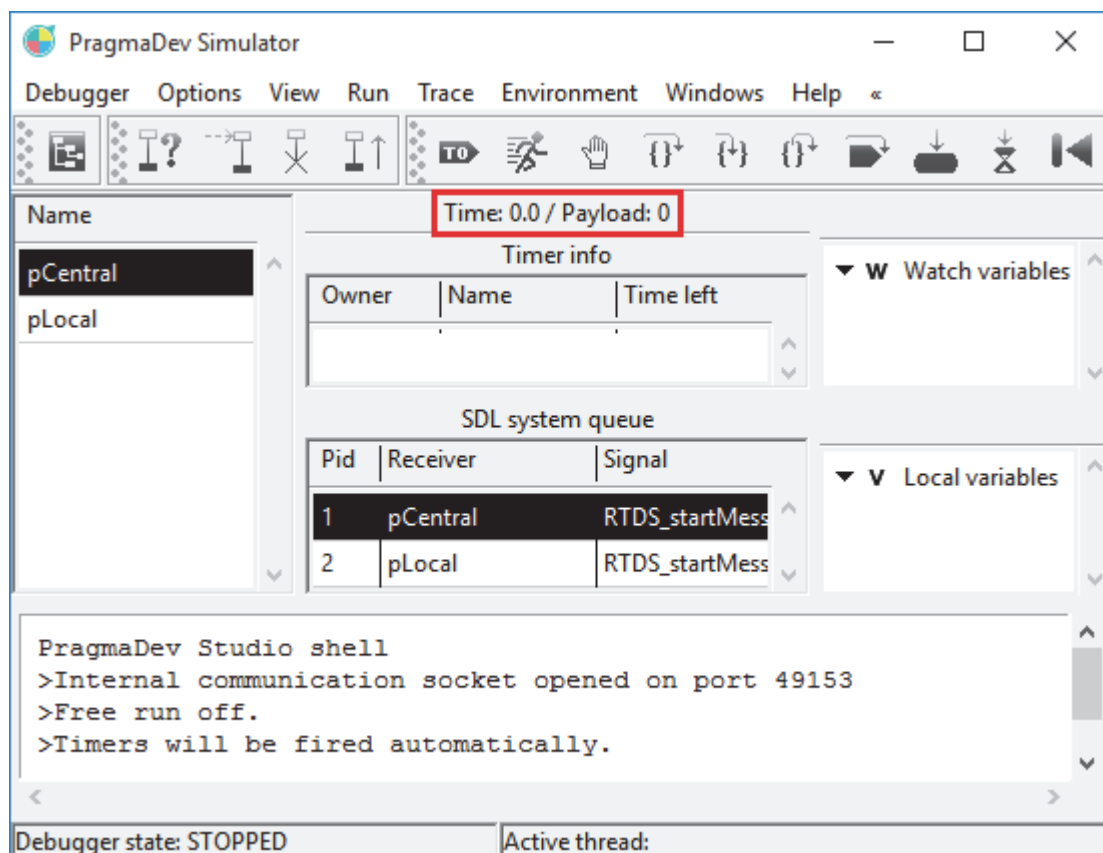 PragmaDev Simulator
Debugger Options View Run Trace Environment Windows Help «
TO
Name
pCentral
pLocal
Time: 0.0 / Payload: 0
Timer info
Owner Name Time left
SDL system queue
Pid Receiver Signal
1 pCentral RTDS_startMess
2 pLocal RTDS_startMess
W Watch variables
V Local variables
PragmaDev Studio shell
>Internal communication socket opened on port 49153
>Free run off.
>Timers will be fired automatically.
Debugger state: STOPPED Active thread: